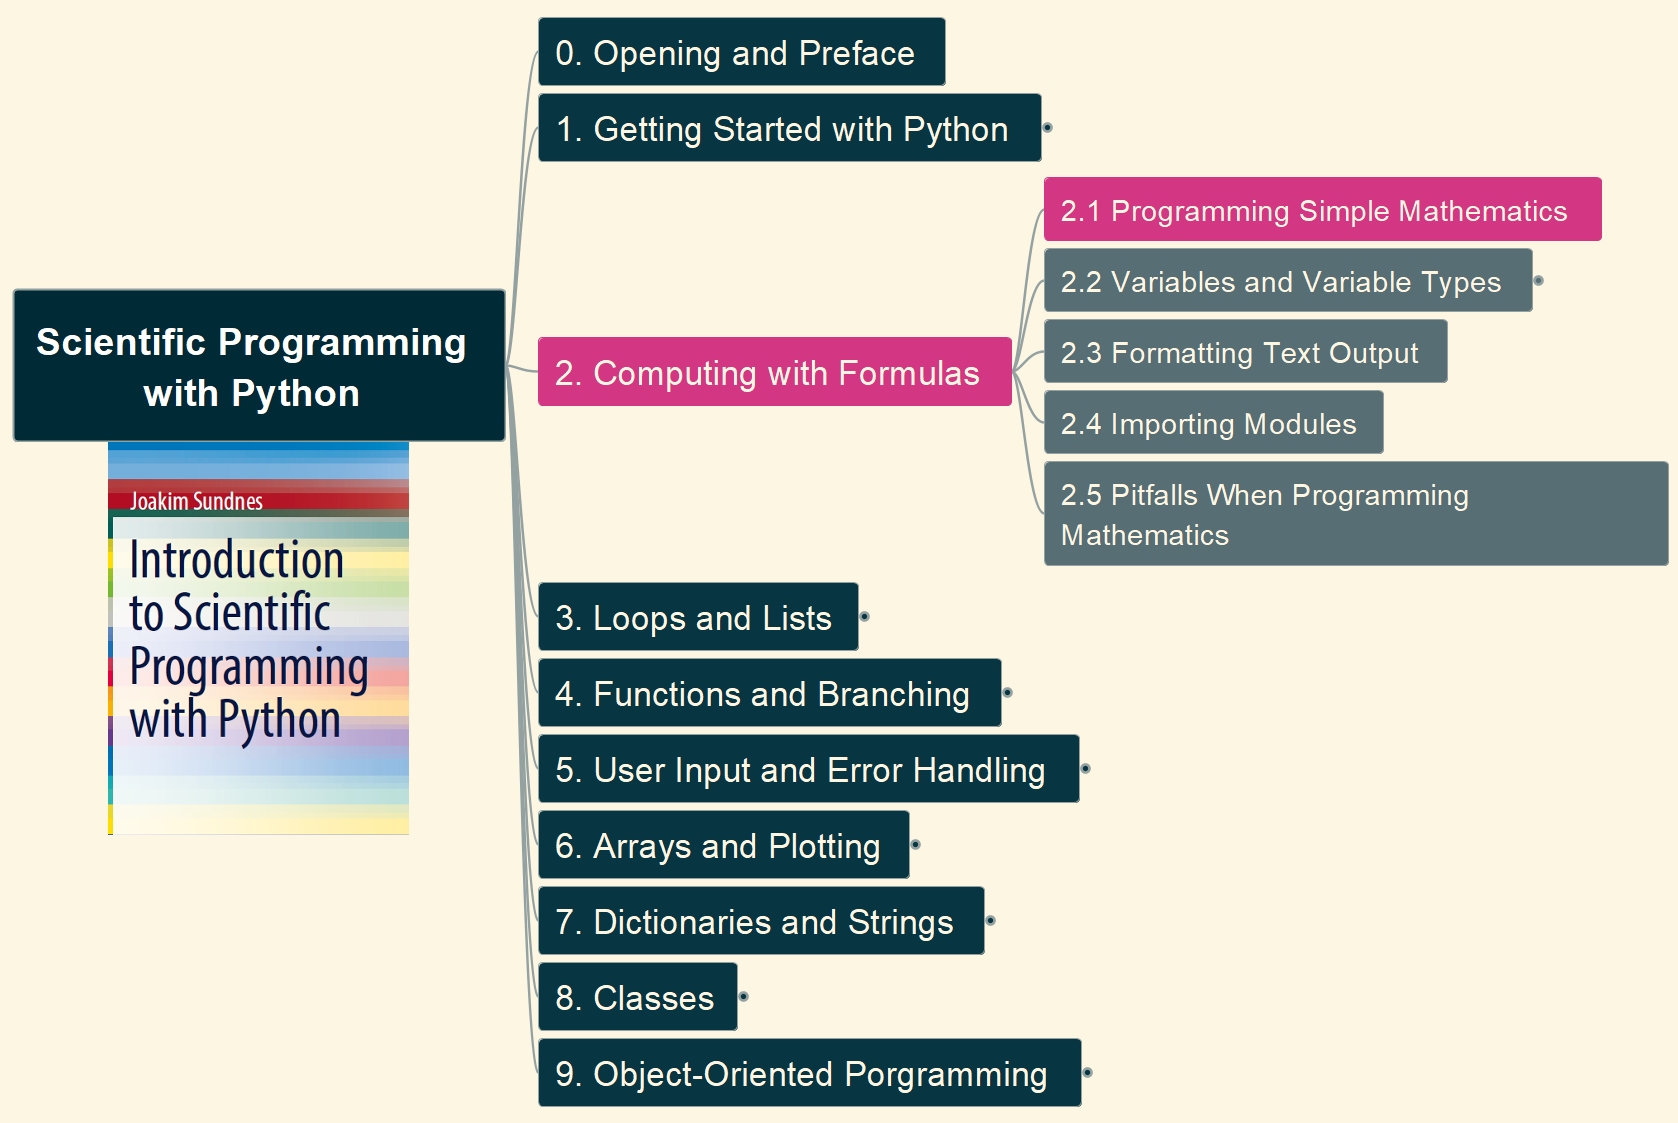 0. Opening and Preface
1. Getting Started with Python
2.1 Programming Simple Mathematics
2.2 Variables and Variable Types
Scientific Programming
with Python
2. Computing with Formulas
2.3 Formatting Text Output
2.4 Importing Modules
2.5 Pitfalls When Programming
Mathematics
Joakim Sundnes
Introduction
to Scientific
Programming
with Python
3. Loops and Lists
4. Functions and Branching
5. User Input and Error Handling
6. Arrays and Plotting
7. Dictionaries and Strings
8. Classes
9. Object-Oriented Porgramming